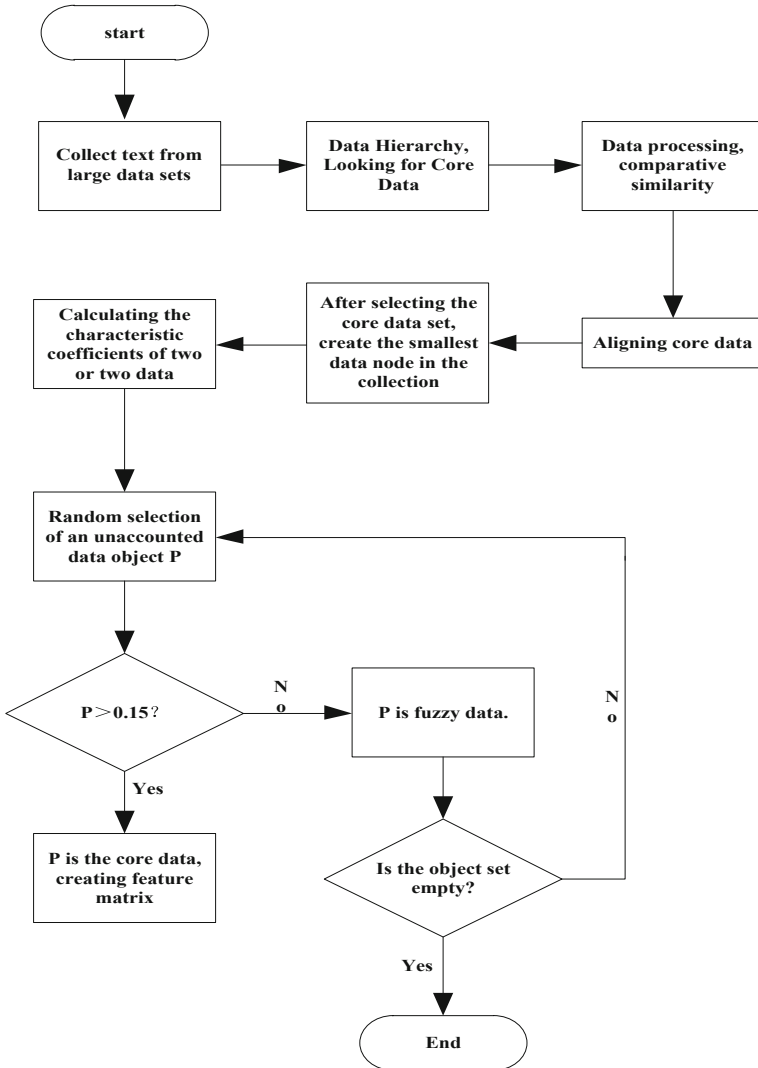 start
Collect text from
large data sets
Data Hierarchy,
Looking for Core
Data
Data processing,
comparative
similarity
Calculating the
characteristic
coefficients of two
or two data
After selecting the
core data set,
create the smallest
data node in the
collection
Aligning core data
Random selection
of an unaccounted
data object P
P>0.15?
N
o
P is fuzzy data.
N
o
Yes
P is the core data,
creating feature
matrix
Is the object set
empty?
Yes
End